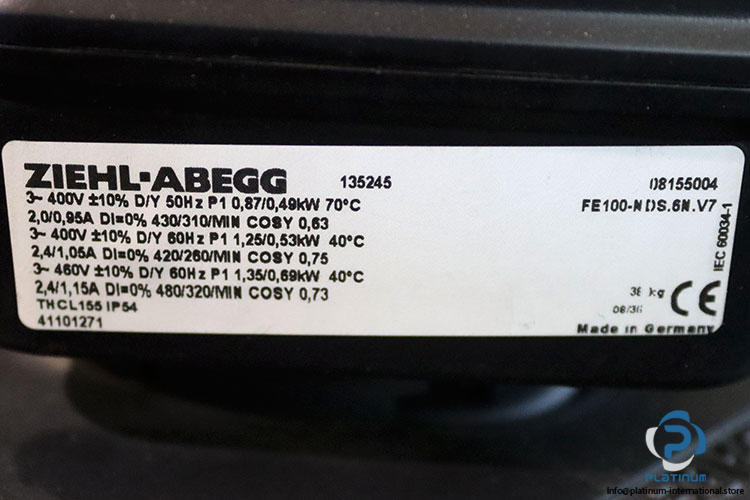 ZIEHL-ABEGG 135245 08155004
3~ 400V ±10% D/Y 50Hz P1 0,87/0,49kW 70°C FE100-NDS.6N.V7
2,0/0,95A DI=0% 430/310/MIN COSY 0,63
3~ 400V ±10% D/Y 60Hz P1 1,25/0,53kW 40°C
2,4/1,05A DI=0% 420/260/MIN COSY 0,75
3~ 460V ±10% D/Y 60Hz P1 1,35/0,69kW 40°C
2,4/1,15A DI=0% 480/320/MIN COSY 0,73
THCL155 IP54
41101271
IEC 60034-1
kg CE
Made in Germany
PLATINUM
info@platinum-international.store